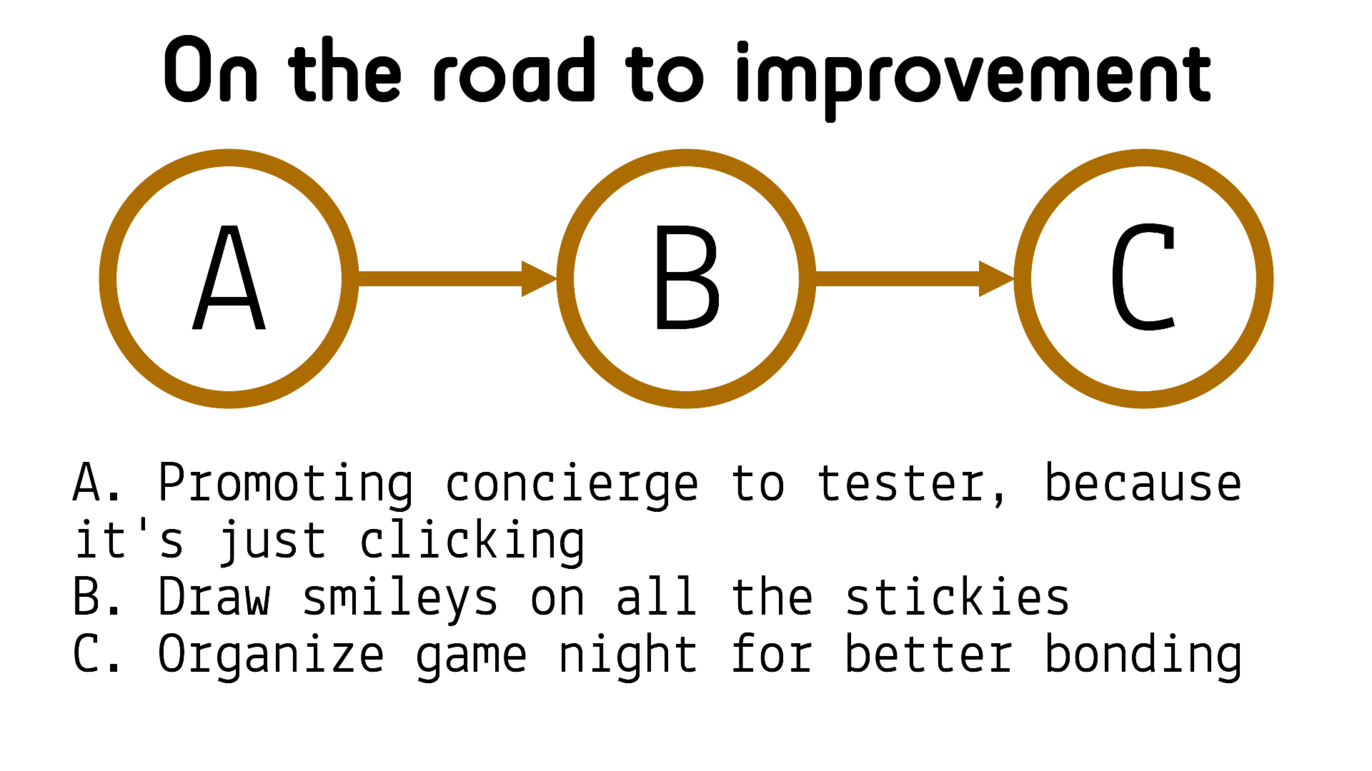 On the road to improvement
A
B
C
A. Promoting concierge to tester, because
it's just clicking
B. Draw smileys on all the stickies
C. Organize game night for better bonding